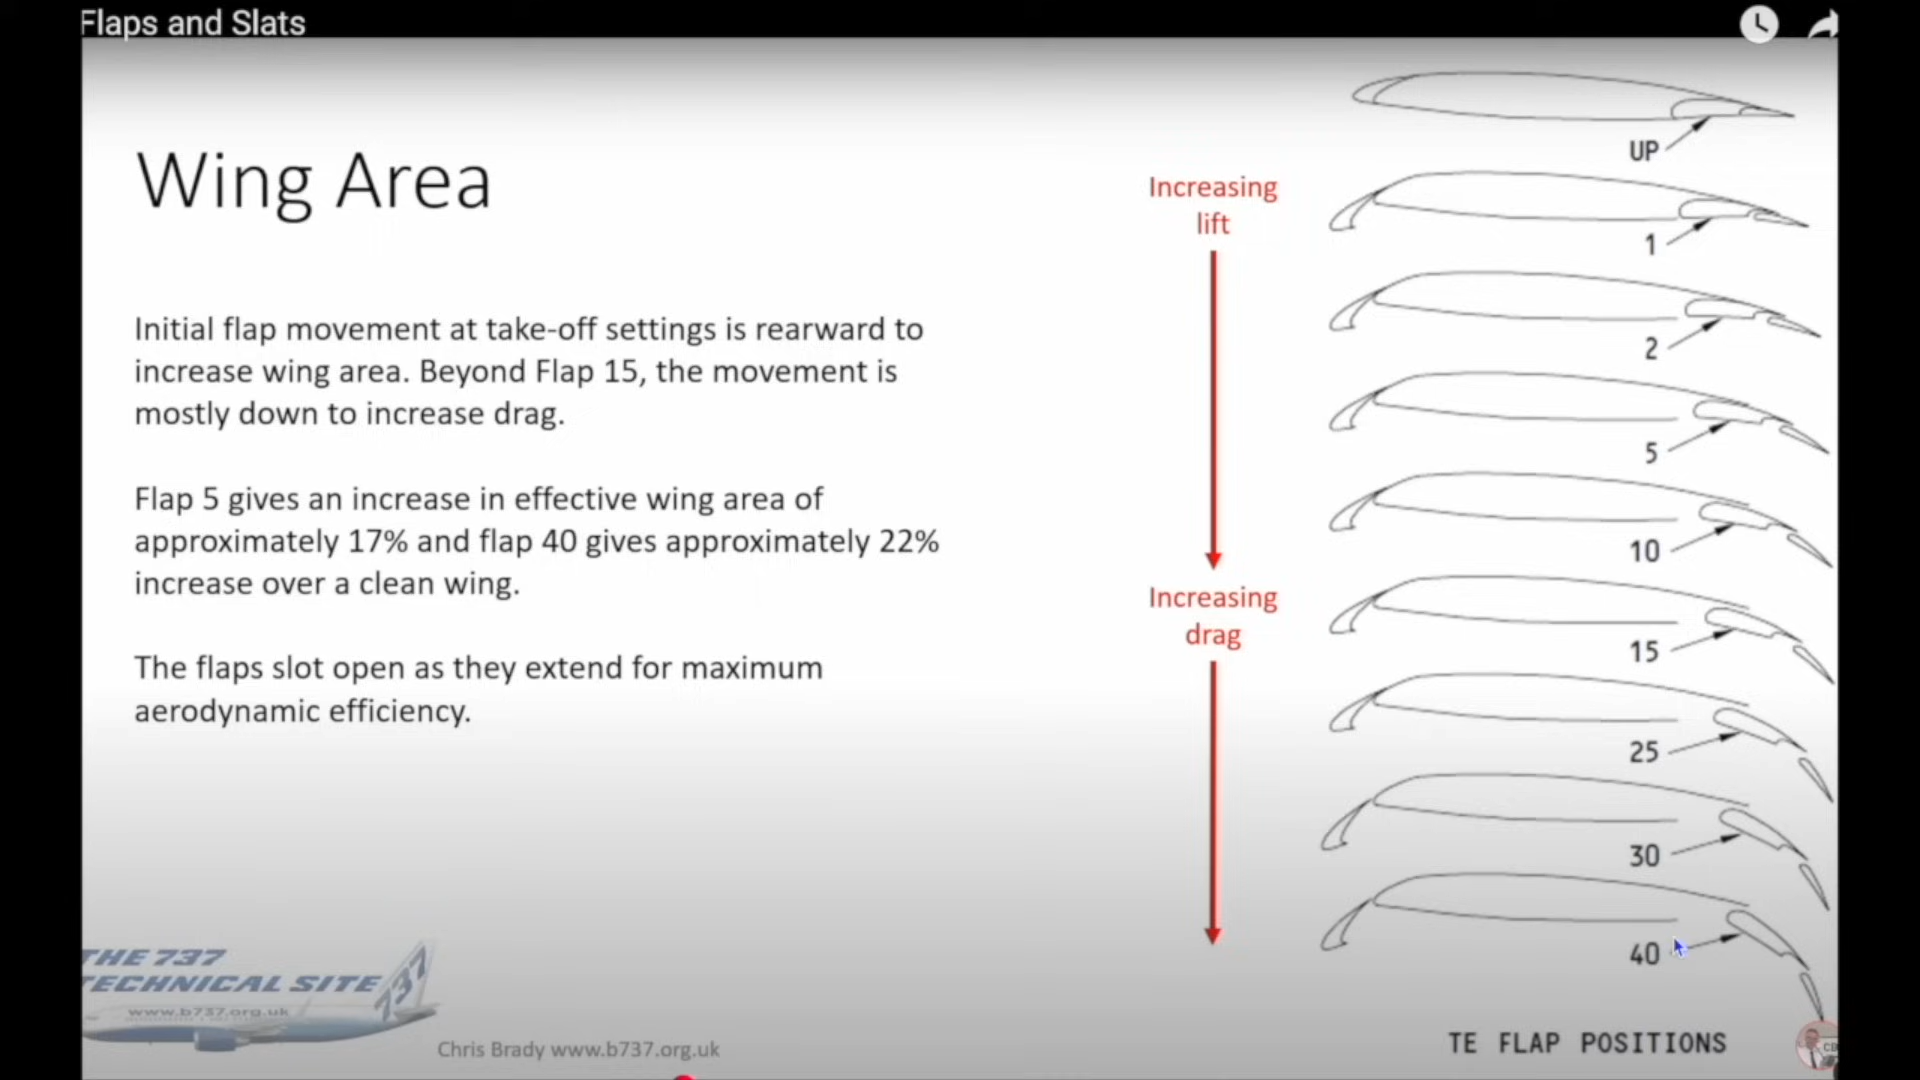 Flaps and Slats
Wing Area
Initial flap movement at take-off settings is rearward to
increase wing area. Beyond Flap 15, the movement is
mostly down to increase drag.
Flap 5 gives an increase in effective wing area of
approximately 17% and flap 40 gives approximately 22%
increase over a clean wing.
The flaps slot open as they extend for maximum
aerodynamic efficiency.
Increasing
lift
Increasing
drag
UP
1
2
5
10
15
25
30
40
TE FLAP POSITIONS
THE 737
TECHNICAL SITE
737
www.b737.org.uk
Chris Brady www.b737.org.uk